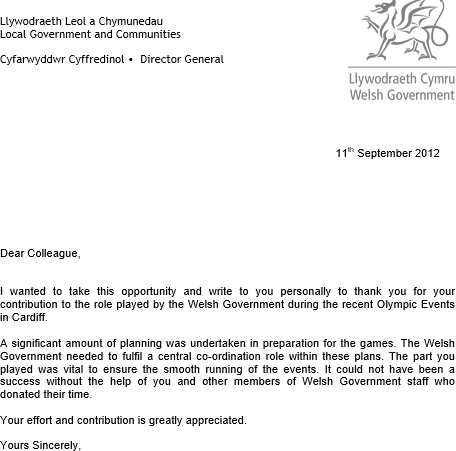 Llywodraeth Leol a Chymunedau
Local Government and Communities
Cyfarwyddwr Cyffredinol • Director General
Llywodraeth Cymru
Welsh Government
11th September 2012
Dear Colleague,
I wanted to take this opportunity and write to you personally to thank you for your
contribution to the role played by the Welsh Government during the recent Olympic Events
in Cardiff.
A significant amount of planning was undertaken in preparation for the games. The Welsh
Government needed to fulfil a central co-ordination role within these plans. The part you
played was vital to ensure the smooth running of the events. It could not have been a
success without the help of you and other members of Welsh Government staff who
donated their time.
Your effort and contribution is greatly appreciated.
Yours Sincerely,